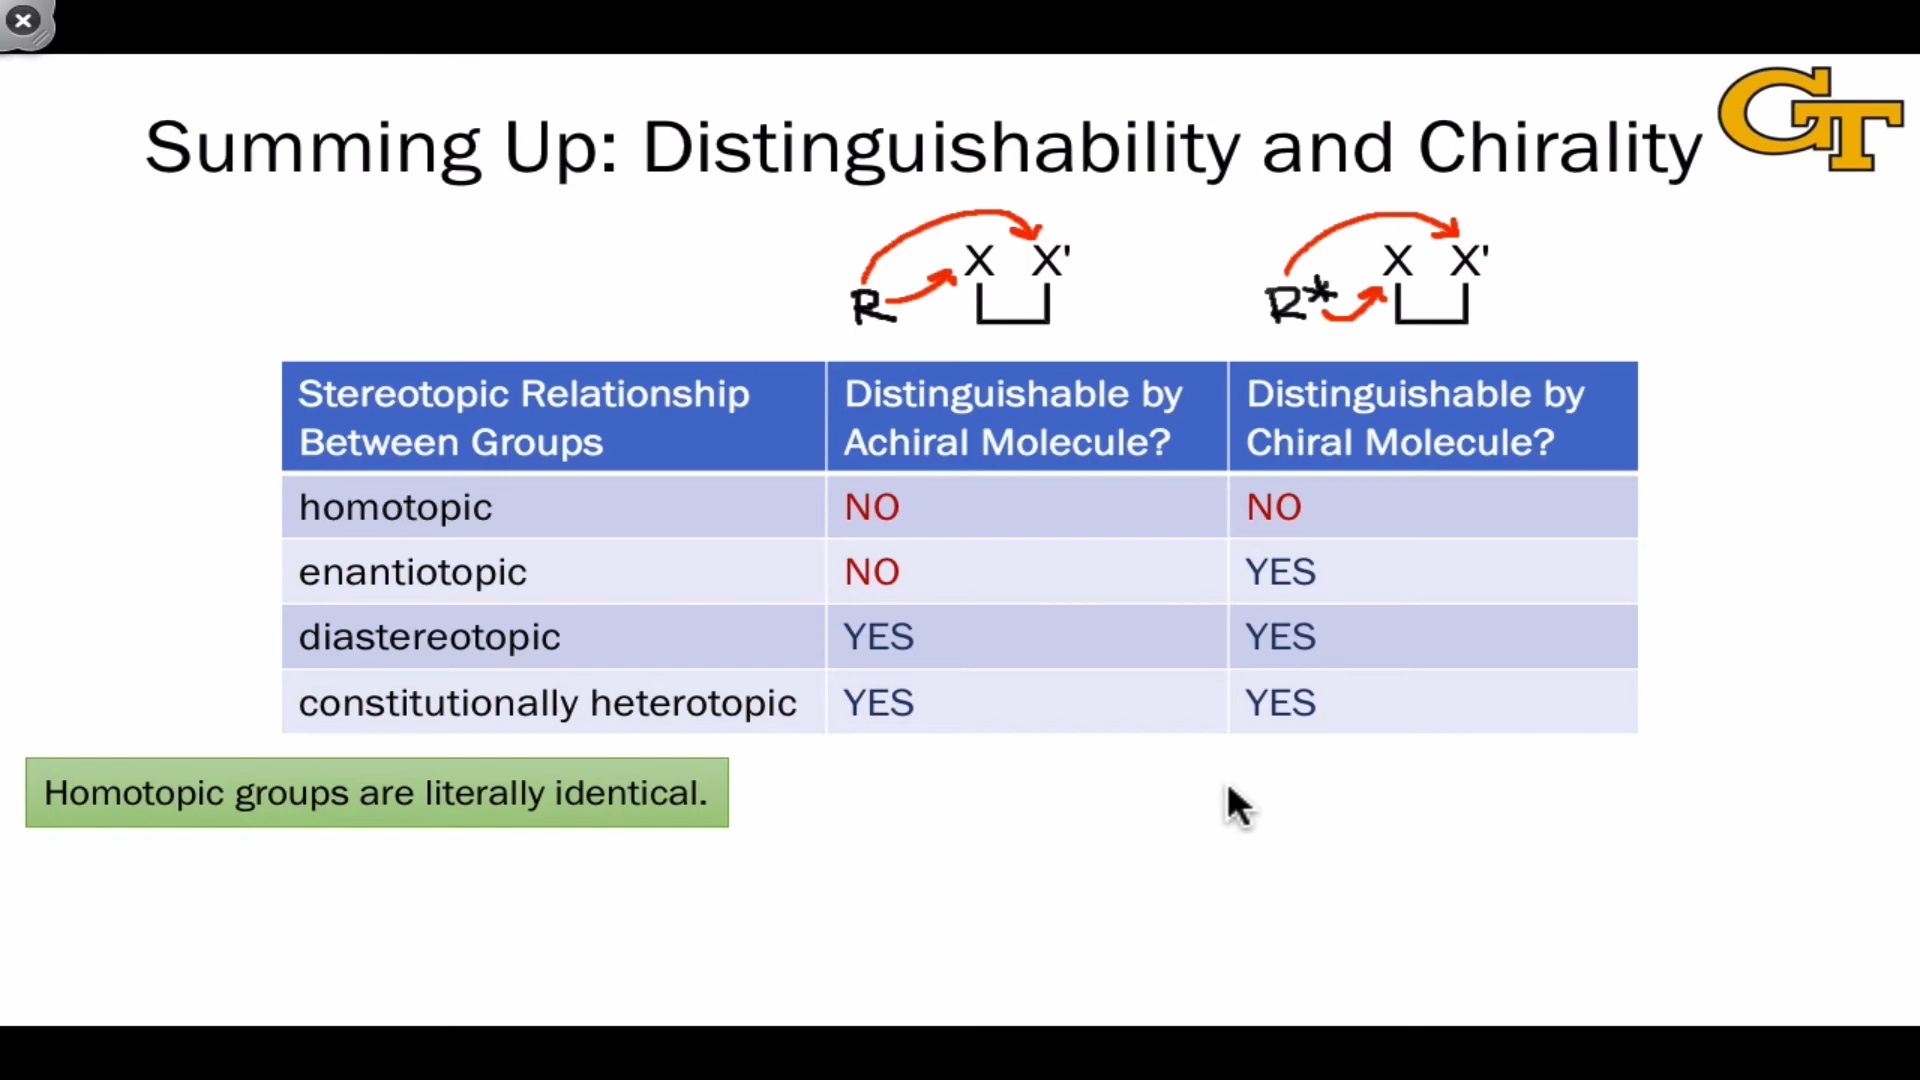 GT
Summing Up: Distinguishability and Chirality
X X' X X'
R R*
Stereotopic Relationship Between Groups
Distinguishable by Achiral Molecule?
Distinguishable by Chiral Molecule?
homotopic NO NO
enantiotopic NO YES
diastereotopic YES YES
constitutionally heterotopic YES YES
Homotopic groups are literally identical.